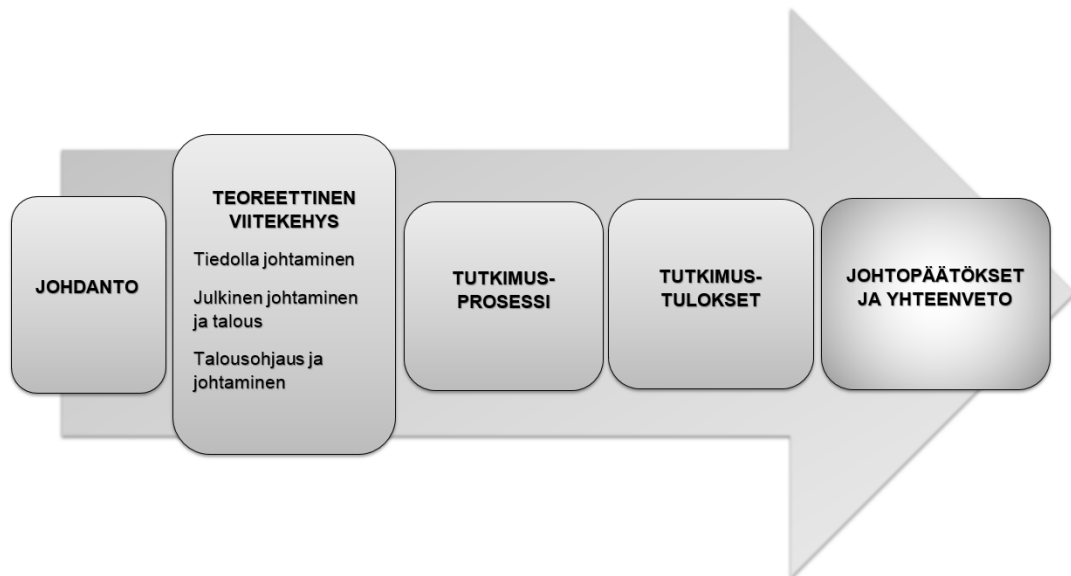 JOHDANTO
TEOREETTINEN
VIITEKEHYS
Tiedolla johtaminen
Julkinen johtaminen
ja talous
Talousohjaus ja
johtaminen
TUTKIMUS-
PROSESSI
TUTKIMUS-
TULOKSET
JOHTOPÄÄTÖKSET
JA YHTEENVETO